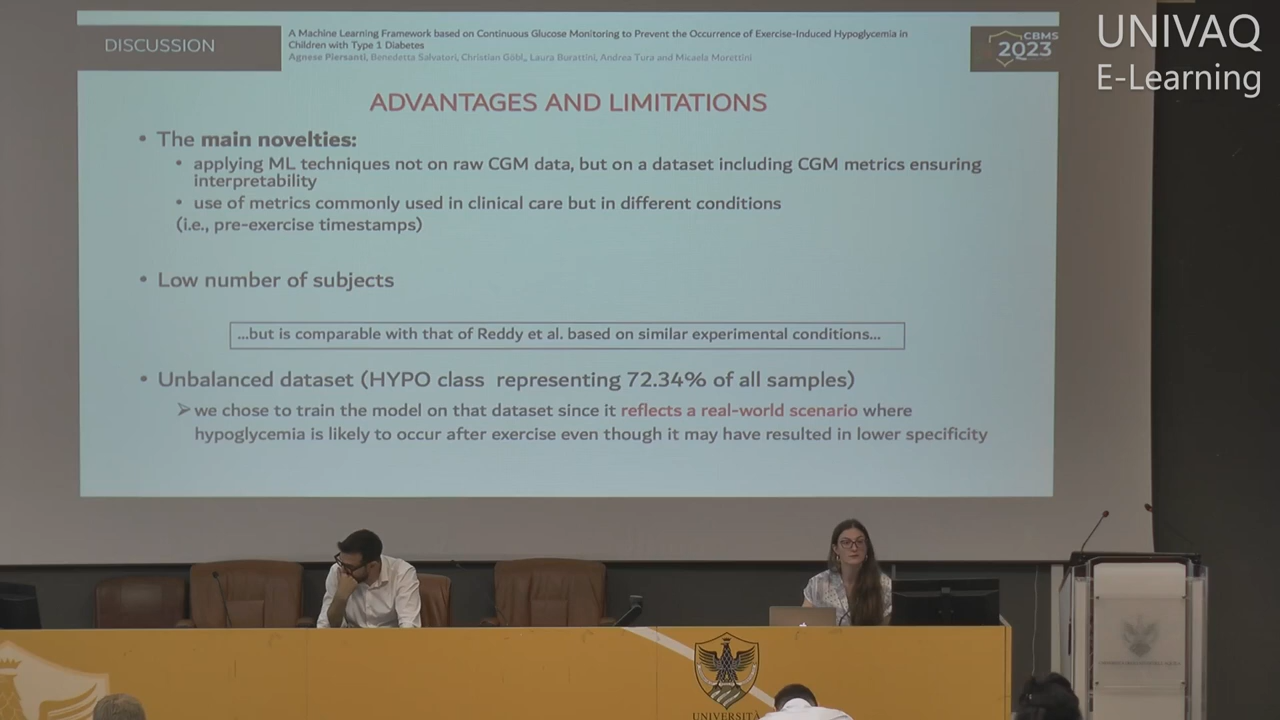 UNIVAQ
E-Learning
DISCUSSION
A Machine Learning Framework based on Continuous Glucose Monitoring to Prevent the Occurrence of Exercise-Induced Hypoglycemia in
Children with Type 1 Diabetes
Agnese Piersanti, Benedetta Salvatori, Christian Göbl, Laura Burattini, Andrea Tura and Micaela Morettini
CBMS
2023
ADVANTAGES AND LIMITATIONS
• The main novelties:
• applying ML techniques not on raw CGM data, but on a dataset including CGM metrics ensuring
interpretability
• use of metrics commonly used in clinical care but in different conditions
(i.e., pre-exercise timestamps)
• Low number of subjects
...but is comparable with that of Reddy et al. based on similar experimental conditions...
• Unbalanced dataset (HYPO class representing 72.34% of all samples)
➢ we chose to train the model on that dataset since it reflects a real-world scenario where
hypoglycemia is likely to occur after exercise even though it may have resulted in lower specificity
UNIVERSITÀ